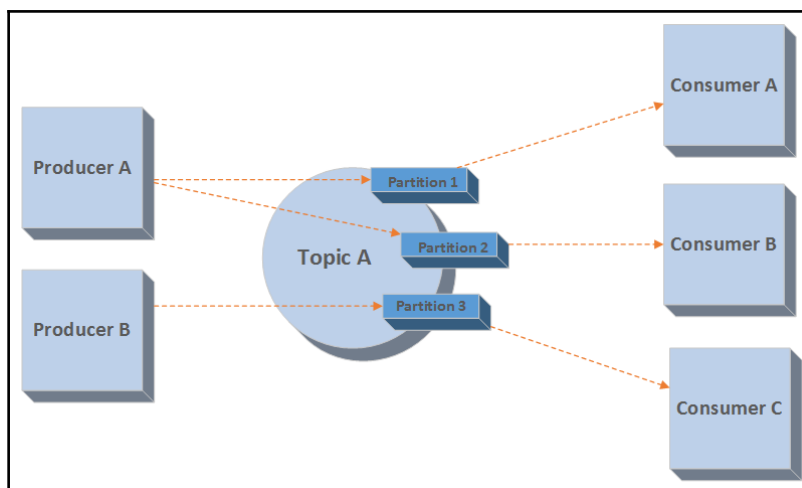 Producer A
Producer B
Topic A
Partition 1
Partition 2
Partition 3
Consumer A
Consumer B
Consumer C